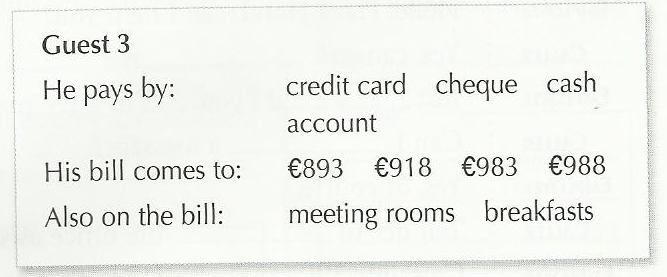 Guest 3
He pays by: credit card cheque cash
account
His bill comes to: €893 €918 €983 €988
Also on the bill: meeting rooms breakfasts